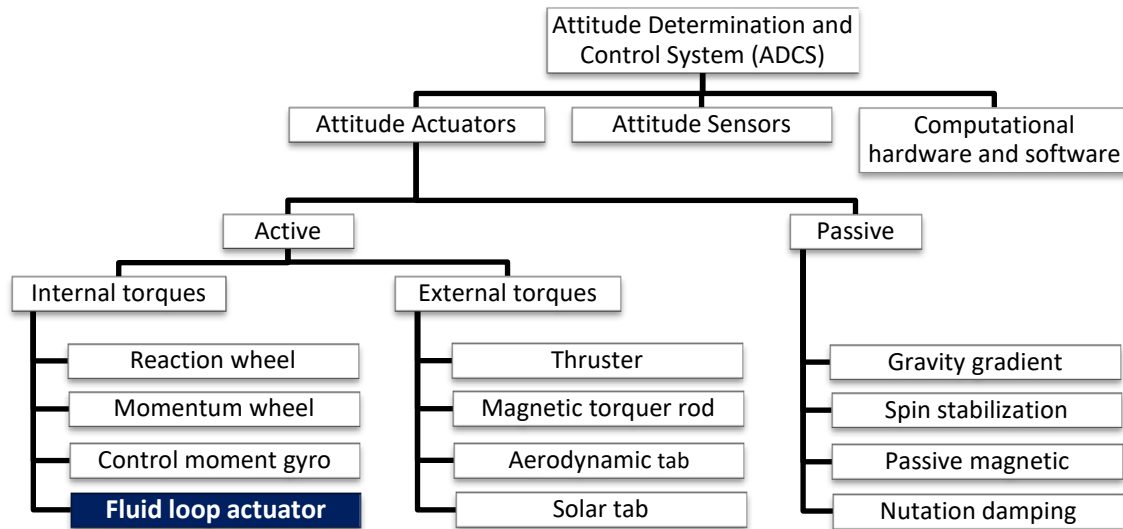 Attitude Determination and
Control System (ADCS)
Attitude Actuators
Attitude Sensors
Computational
hardware and software
Active
Passive
Internal torques
External torques
Reaction wheel
Momentum wheel
Control moment gyro
Fluid loop actuator
Thruster
Magnetic torquer rod
Aerodynamic tab
Solar tab
Gravity gradient
Spin stabilization
Passive magnetic
Nutation damping